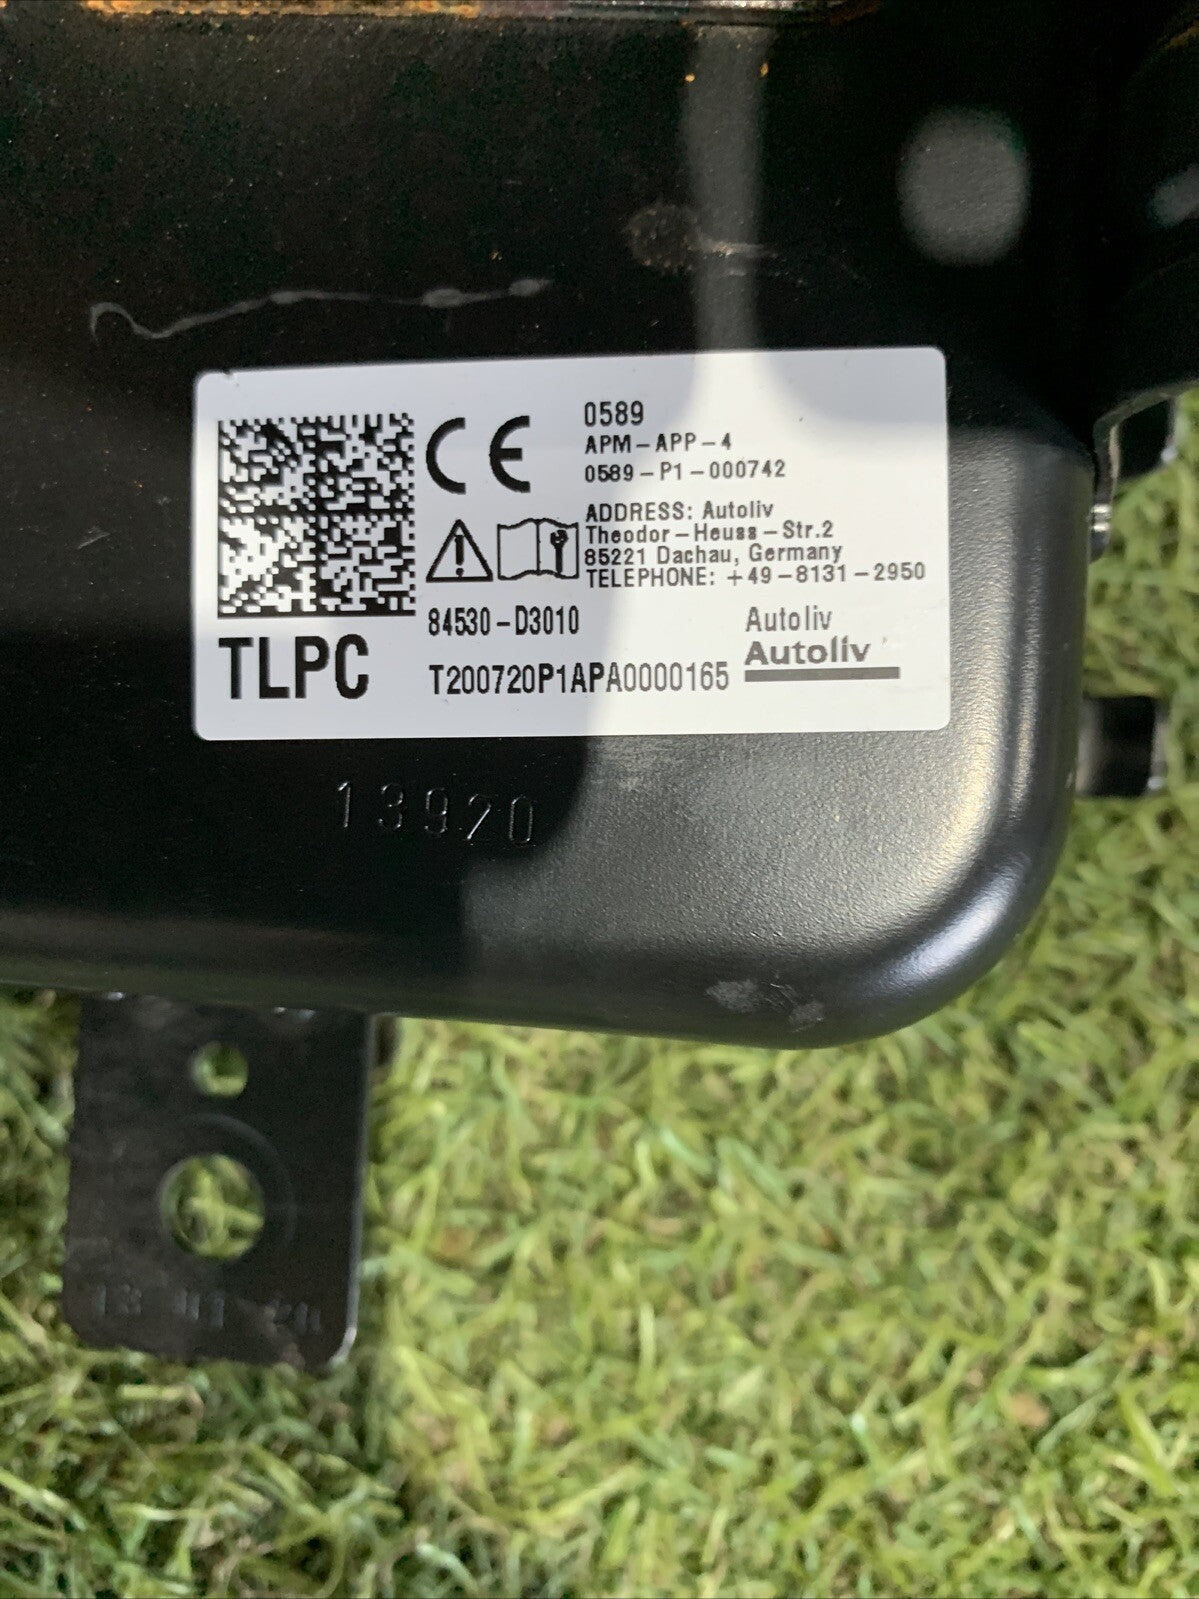 CE
0589
APM-APP-4
0589-P1-000742
ADDRESS: Autoliv
Theodor-Heuss-Str.2
85221 Dachau, Germany
TELEPHONE: +49-8131-2950
84530-D3010
Autoliv
Autoliv
TLPC
T200720P1APA0000165
13920